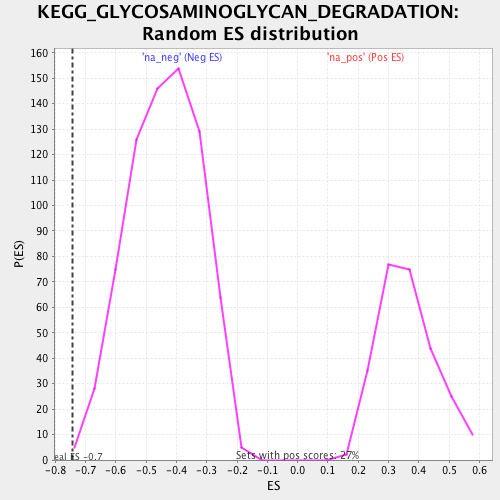 KEGG_GLYCOSAMINOGLYCAN_DEGRADATION:
Random ES distribution
'na_neg' (Neg ES) 'na_pos' (Pos ES)
160
150
140
130
120
110
100
90
80
70
60
50
40
30
20
10
0
P(ES)
Sets with pos scores: 27%
ES -0.7
-0.8 -0.7 -0.6 -0.5 -0.4 -0.3 -0.2 -0.1 0.0 0.1 0.2 0.3 0.4 0.5 0.6
ES